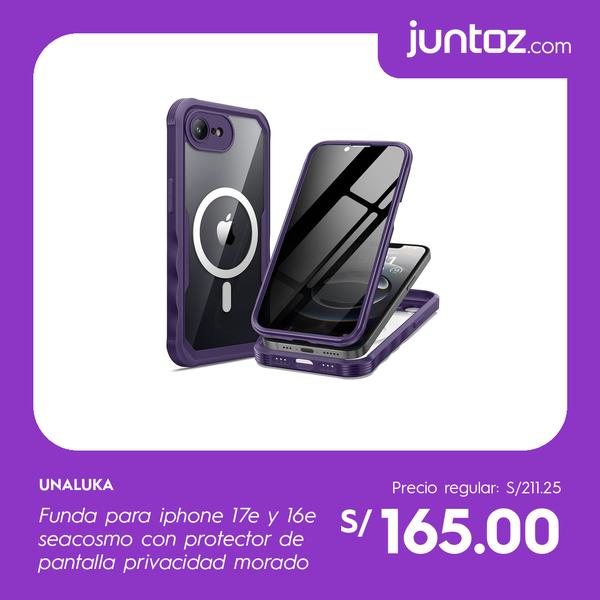 juntoz.com
UNALUKA
Funda para iphone 17e y 16e
seacosmo con protector de
pantalla privacidad morado
Precio regular: S/211.25
S/165.00